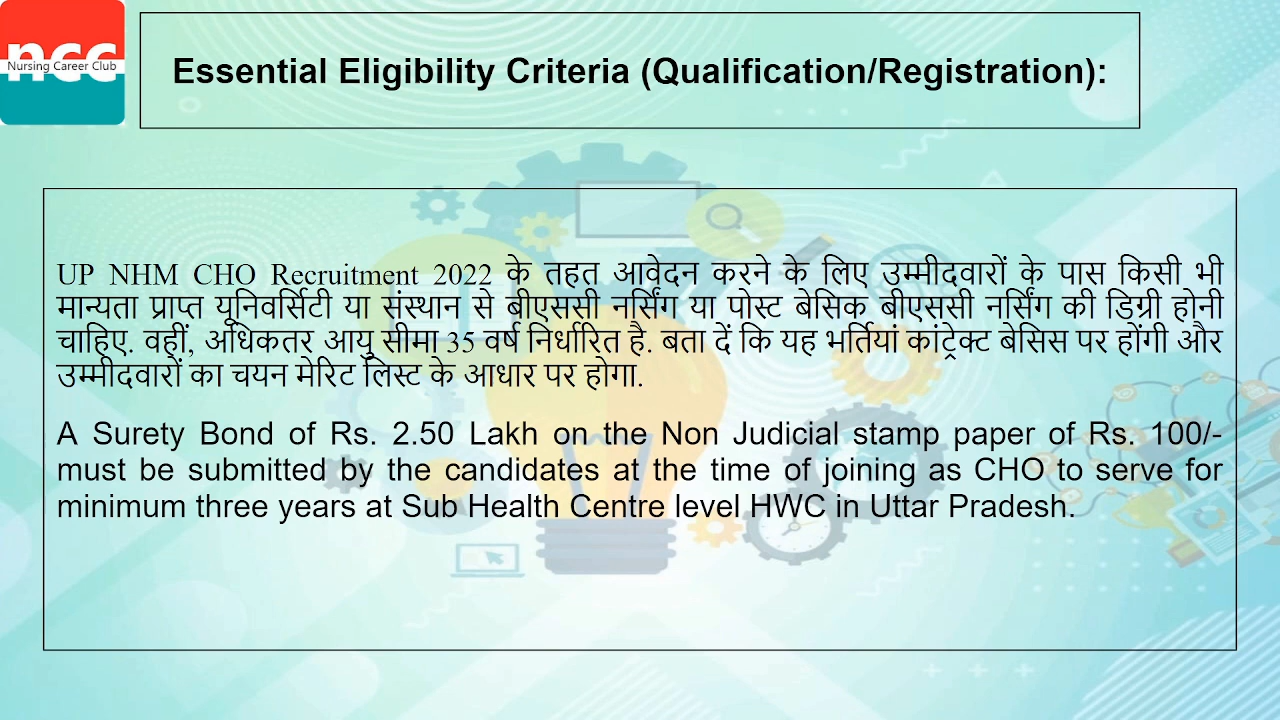 ncc
Nursing Career Club
Essential Eligibility Criteria (Qualification/Registration):
UP NHM CHO Recruitment 2022 के तहत आवेदन करने के लिए उम्मीदवारों के पास किसी भी
मान्यता प्राप्त यूनिवर्सिटी या संस्थान से बीएससी नर्सिंग या पोस्ट बेसिक बीएससी नर्सिंग की डिग्री होनी
चाहिए. वहीं, अधिकतर आयु सीमा 35 वर्ष निर्धारित है. बता दें कि यह भर्तियां कांट्रेक्ट बेसिस पर होंगी और
उम्मीदवारों का चयन मेरिट लिस्ट के आधार पर होगा.
A Surety Bond of Rs. 2.50 Lakh on the Non Judicial stamp paper of Rs. 100/-
must be submitted by the candidates at the time of joining as CHO to serve for
minimum three years at Sub Health Centre level HWC in Uttar Pradesh.